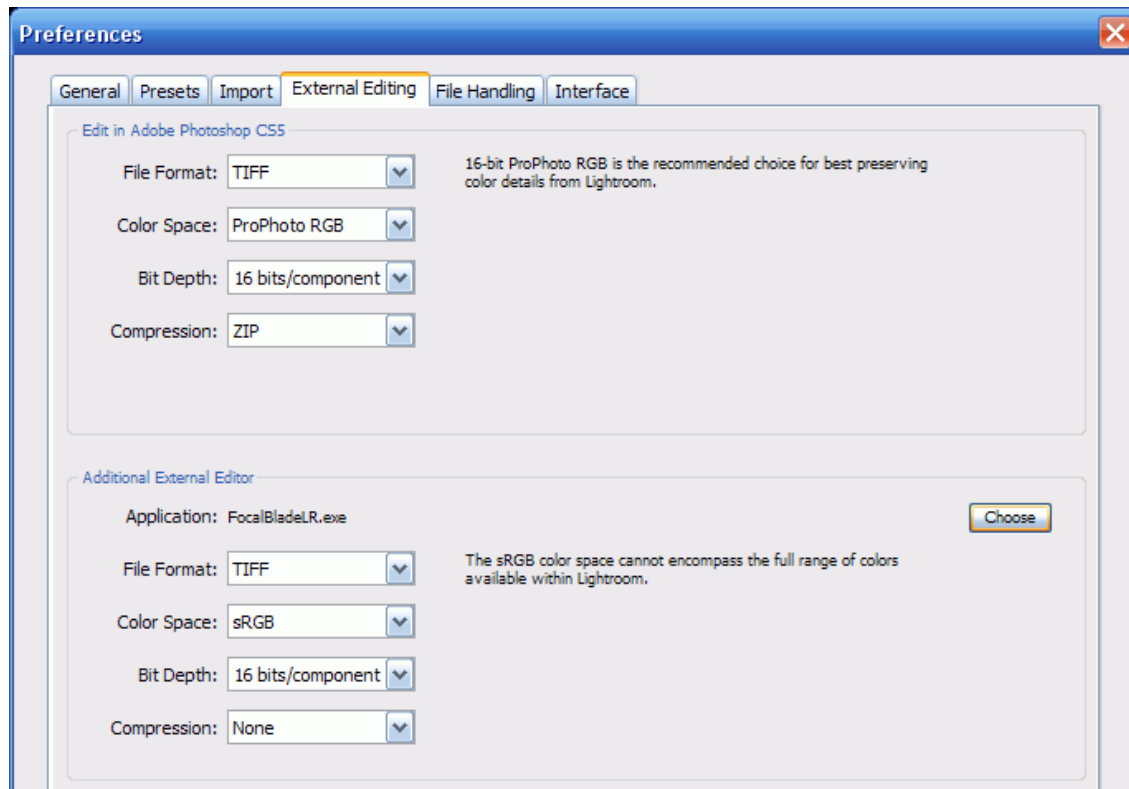 Preferences
General Presets Import External Editing File Handling Interface
Edit in Adobe Photoshop CS5
File Format: TIFF
16-bit ProPhoto RGB is the recommended choice for best preserving
color details from Lightroom.
Color Space: ProPhoto RGB
Bit Depth: 16 bits/component
Compression: ZIP
Additional External Editor
Application: FocalBladeLR.exe
Choose
File Format: TIFF
The sRGB color space cannot encompass the full range of colors
available within Lightroom.
Color Space: sRGB
Bit Depth: 16 bits/component
Compression: None